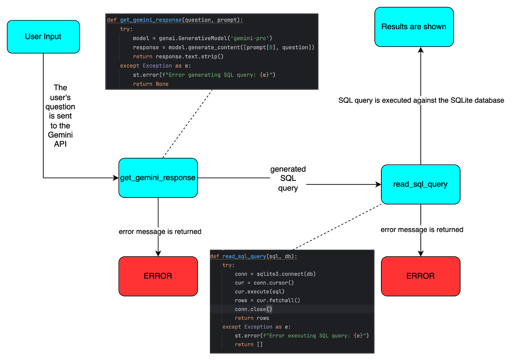 User Input
The
user's
question
is sent
to the
Gemini
API
def get_gemini_response(question, prompt):
    try:
        model = genai.GenerativeModel('gemini-pro')
        response = model.generate_content([prompt[0], question])
        return response.text.strip()
    except Exception as e:
        st.error(f"Error generating SQL query: {e}")
        return None
Results are shown
SQL query is executed against the SQLite database
get_gemini_response
generated
SQL
query
read_sql_query
error message is returned
error message is returned
ERROR
ERROR
def read_sql_query(sql, db):
    try:
        conn = sqlite3.connect(db)
        cur = conn.cursor()
        cur.execute(sql)
        rows = cur.fetchall()
        conn.close()
        return rows
    except Exception as e:
        st.error(f"Error executing SQL query: {e}")
        return []